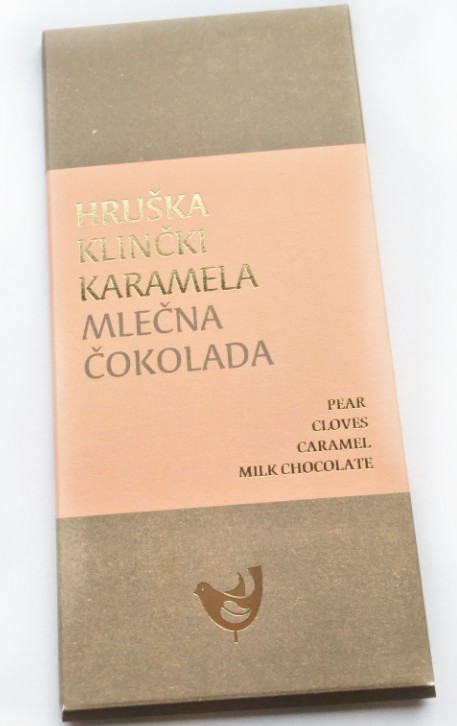 HRUŠKA
KLINČKI
KARAMELA
MLEČNA
ČOKOLADA
PEAR
CLOVES
CARAMEL
MILK CHOCOLATE